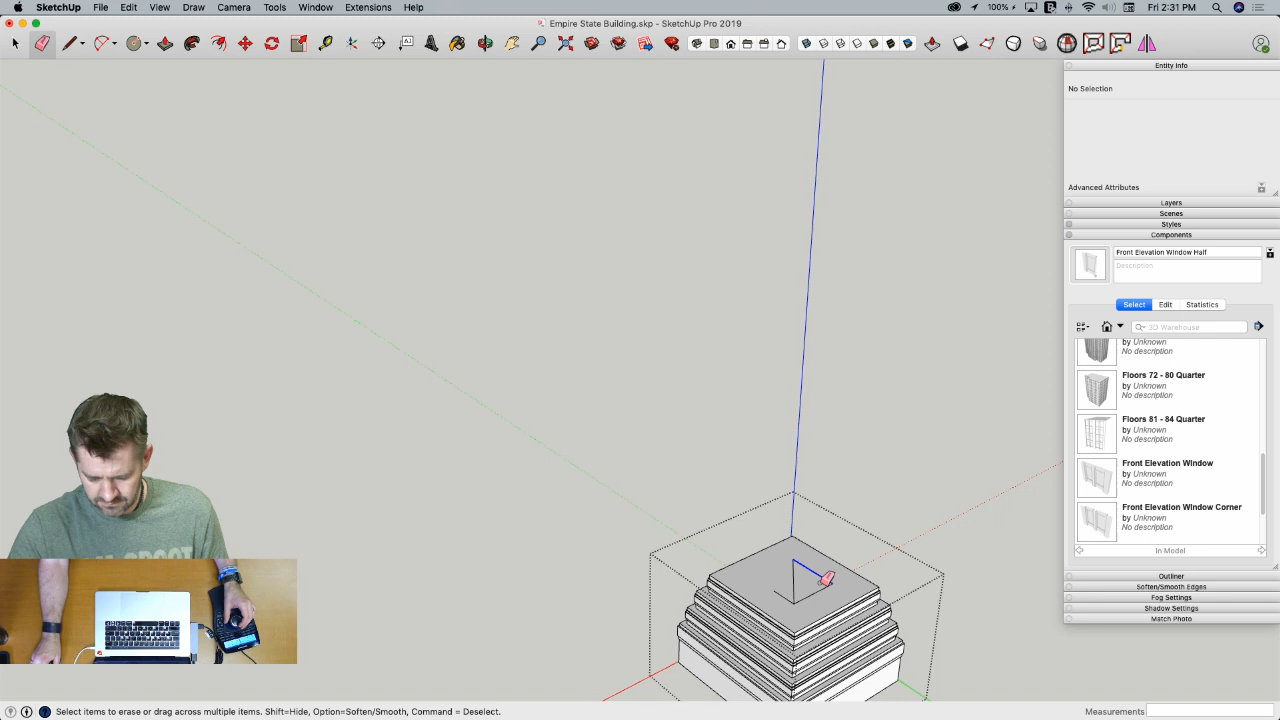 SketchUp File Edit View Draw Camera Tools Window Extensions Help
100% Fri 2:31 PM
Empire State Building.skp - SketchUp Pro 2019
Entity Info
No Selection
Advanced Attributes
Layers
Scenes
Styles
Components
Front Elevation Window Half
Description
Select Edit Statistics
3D Warehouse
by Unknown
No description
Floors 72 - 80 Quarter
by Unknown
No description
Floors 81 - 84 Quarter
by Unknown
No description
Front Elevation Window
by Unknown
No description
Front Elevation Window Corner
by Unknown
No description
In Model
Outliner
Soften/Smooth Edges
Fog Settings
Shadow Settings
Match Photo
Select items to erase or drag across multiple items. Shift=Hide, Option=Soften/Smooth, Command = Deselect.
Measurements